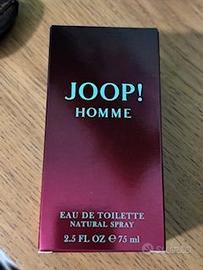 JOOP!
HOMME
EAU DE TOILETTE
NATURAL SPRAY
2.5 FL OZ ℮ 75 ml